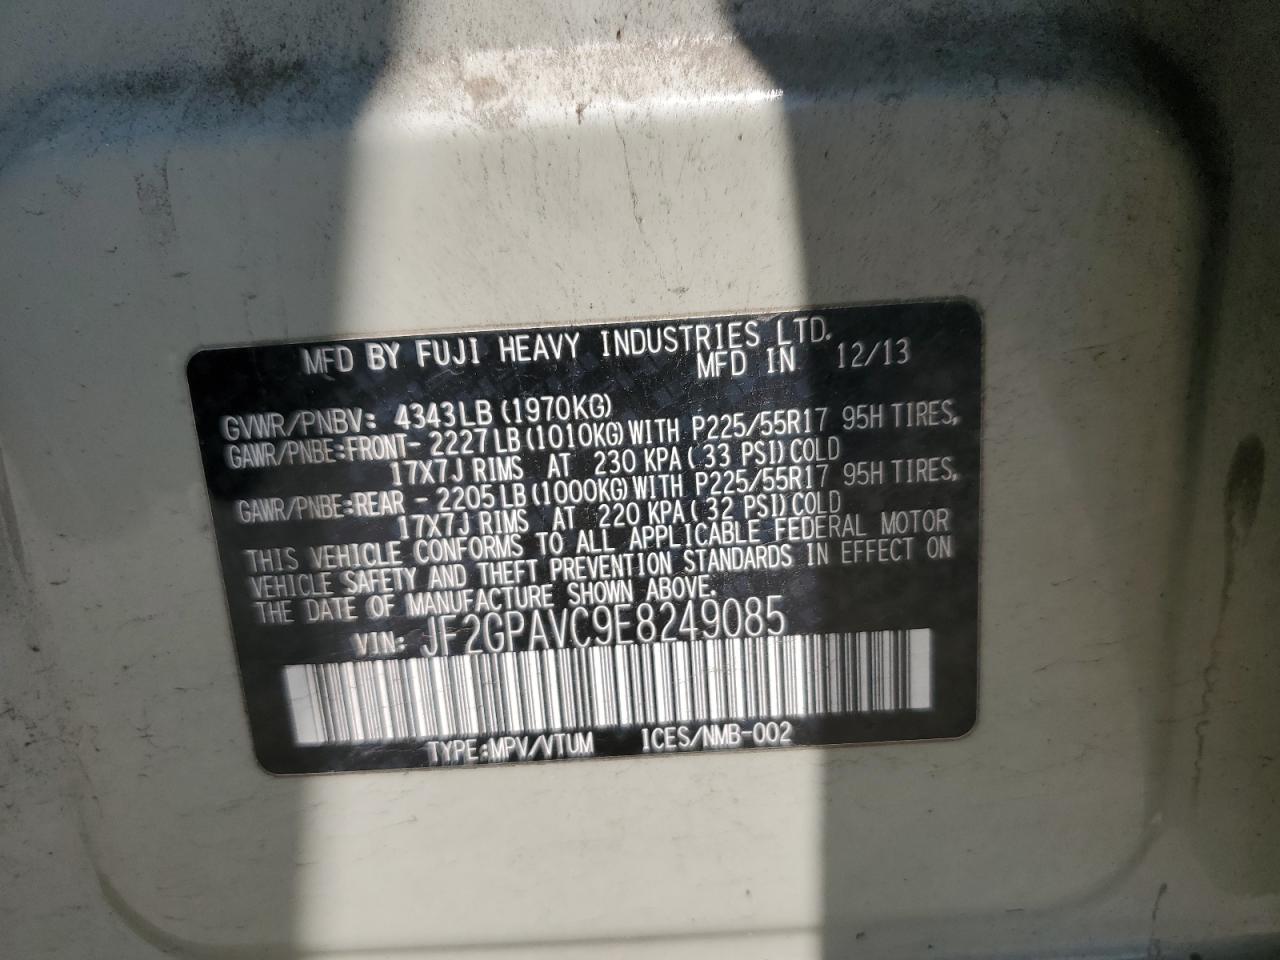 MFD BY FUJI HEAVY INDUSTRIES LTD.
MFD IN 12/13
GVWR/PNBV: 4343LB(1970KG)
GAWR/PNBE:FRONT- 2227LB(1010KG)WITH P225/55R17 95H TIRES,
17X7J RIMS AT 230 KPA(33 PSI)COLD
GAWR/PNBE:REAR - 2205LB(1000KG)WITH P225/55R17 95H TIRES,
17X7J RIMS AT 220 KPA(32 PSI)COLD
THIS VEHICLE CONFORMS TO ALL APPLICABLE FEDERAL MOTOR
VEHICLE SAFETY AND THEFT PREVENTION STANDARDS IN EFFECT ON
THE DATE OF MANUFACTURE SHOWN ABOVE.
VIN: JF2GPAVC9E8249085
TYPE:MPV/VTUM ICES/NMB-002